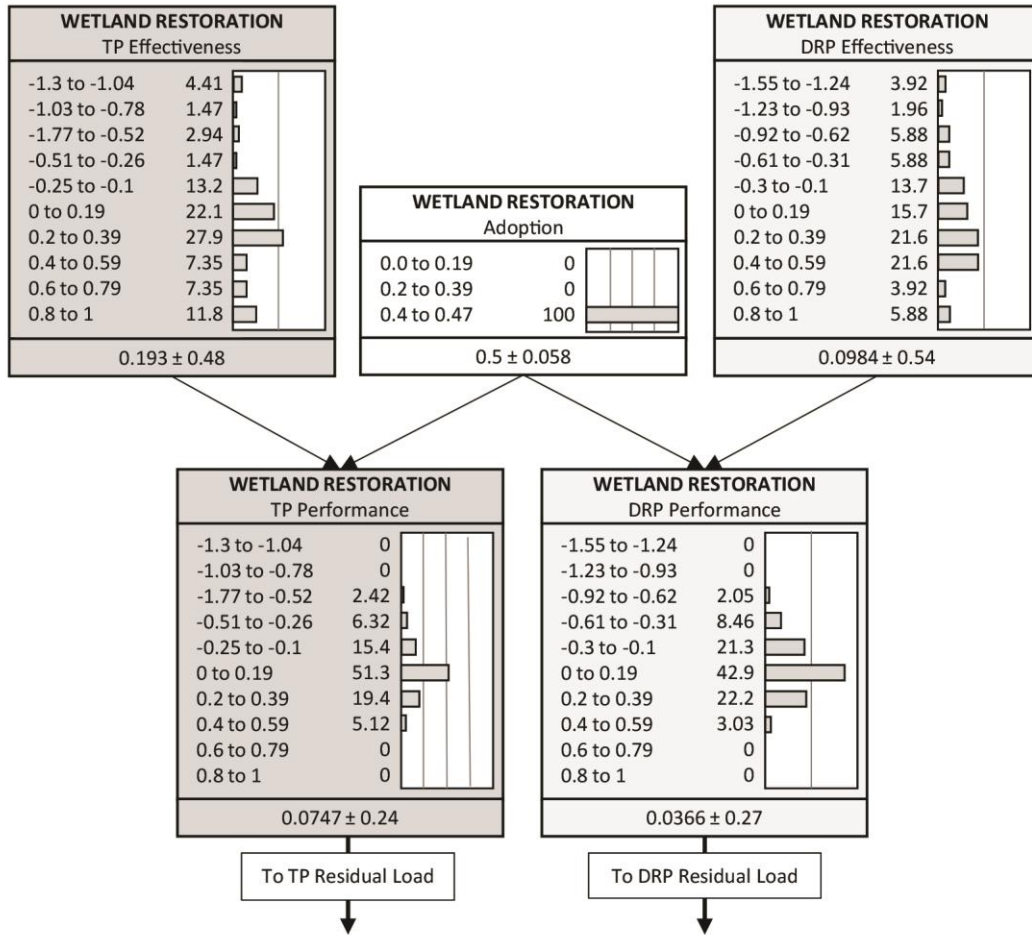 WETLAND RESTORATION
TP Effectiveness
-1.3 to -1.04 4.41
-1.03 to -0.78 1.47
-1.77 to -0.52 2.94
-0.51 to -0.26 1.47
-0.25 to -0.1 13.2
0 to 0.19 22.1
0.2 to 0.39 27.9
0.4 to 0.59 7.35
0.6 to 0.79 7.35
0.8 to 1 11.8
0.193 ± 0.48
WETLAND RESTORATION
Adoption
0.0 to 0.19 0
0.2 to 0.39 0
0.4 to 0.47 100
0.5 ± 0.058
WETLAND RESTORATION
DRP Effectiveness
-1.55 to -1.24 3.92
-1.23 to -0.93 1.96
-0.92 to -0.62 5.88
-0.61 to -0.31 5.88
-0.3 to -0.1 13.7
0 to 0.19 15.7
0.2 to 0.39 21.6
0.4 to 0.59 21.6
0.6 to 0.79 3.92
0.8 to 1 5.88
0.0984 ± 0.54
WETLAND RESTORATION
TP Performance
-1.3 to -1.04 0
-1.03 to -0.78 0
-1.77 to -0.52 2.42
-0.51 to -0.26 6.32
-0.25 to -0.1 15.4
0 to 0.19 51.3
0.2 to 0.39 19.4
0.4 to 0.59 5.12
0.6 to 0.79 0
0.8 to 1 0
0.0747 ± 0.24
To TP Residual Load
WETLAND RESTORATION
DRP Performance
-1.55 to -1.24 0
-1.23 to -0.93 0
-0.92 to -0.62 2.05
-0.61 to -0.31 8.46
-0.3 to -0.1 21.3
0 to 0.19 42.9
0.2 to 0.39 22.2
0.4 to 0.59 3.03
0.6 to 0.79 0
0.8 to 1 0
0.0366 ± 0.27
To DRP Residual Load